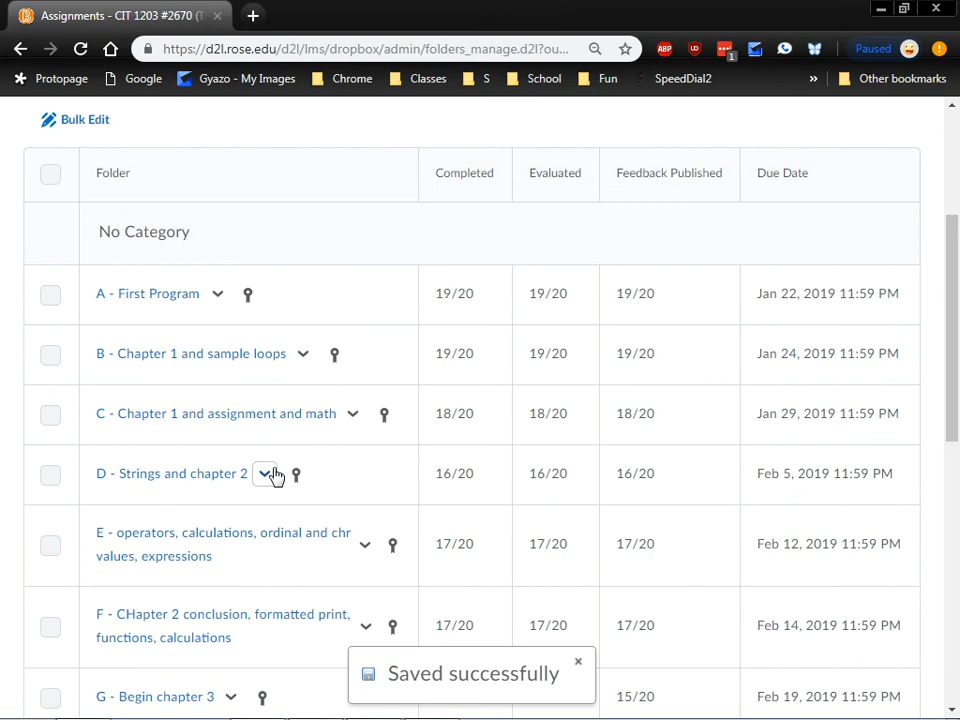 Assignments - CIT 1203 #2670 (T
https://d2l.rose.edu/d2l/lms/dropbox/admin/folders_manage.d2l?ou...
ABP
UD
1
Paused
Protopage
Google
Gyazo - My Images
Chrome
Classes
S
School
Fun
SpeedDial2
»
Other bookmarks
Bulk Edit
Folder
Completed
Evaluated
Feedback Published
Due Date
No Category
A - First Program
19/20
19/20
19/20
Jan 22, 2019 11:59 PM
B - Chapter 1 and sample loops
19/20
19/20
19/20
Jan 24, 2019 11:59 PM
C - Chapter 1 and assignment and math
18/20
18/20
18/20
Jan 29, 2019 11:59 PM
D - Strings and chapter 2
16/20
16/20
16/20
Feb 5, 2019 11:59 PM
E - operators, calculations, ordinal and chr
values, expressions
17/20
17/20
17/20
Feb 12, 2019 11:59 PM
F - CHapter 2 conclusion, formatted print,
functions, calculations
17/20
17/20
17/20
Feb 14, 2019 11:59 PM
Saved successfully
G - Begin chapter 3
15/20
Feb 19, 2019 11:59 PM